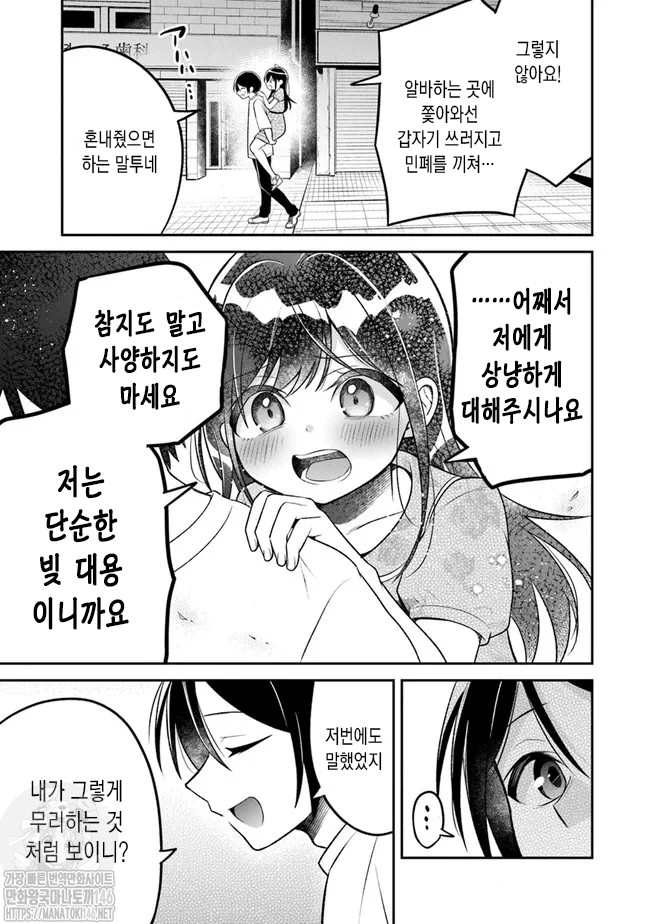 그렇지
않아요!
알바하는 곳에
쫓아와선
갑자기 쓰러지고
민폐를 끼쳐…
혼내줬으면
하는 말투네
……어째서
저에게
상냥하게
대해주시나요
참지도 말고
사양하지도
마세요
저는
단순한
빚 대용
이니까요
…
저번에도
말했었지
내가 그렇게
무리하는 것
처럼 보이니?
가장 빠른 번역만화사이트
만화왕국마나토끼146
HTTPS://MANATOKI146.NET/